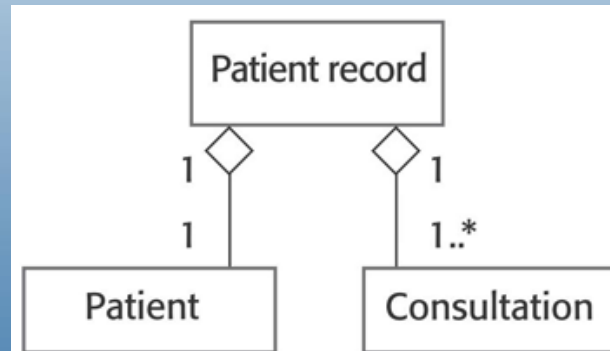 Patient record
1 1
1 1..*
Patient Consultation